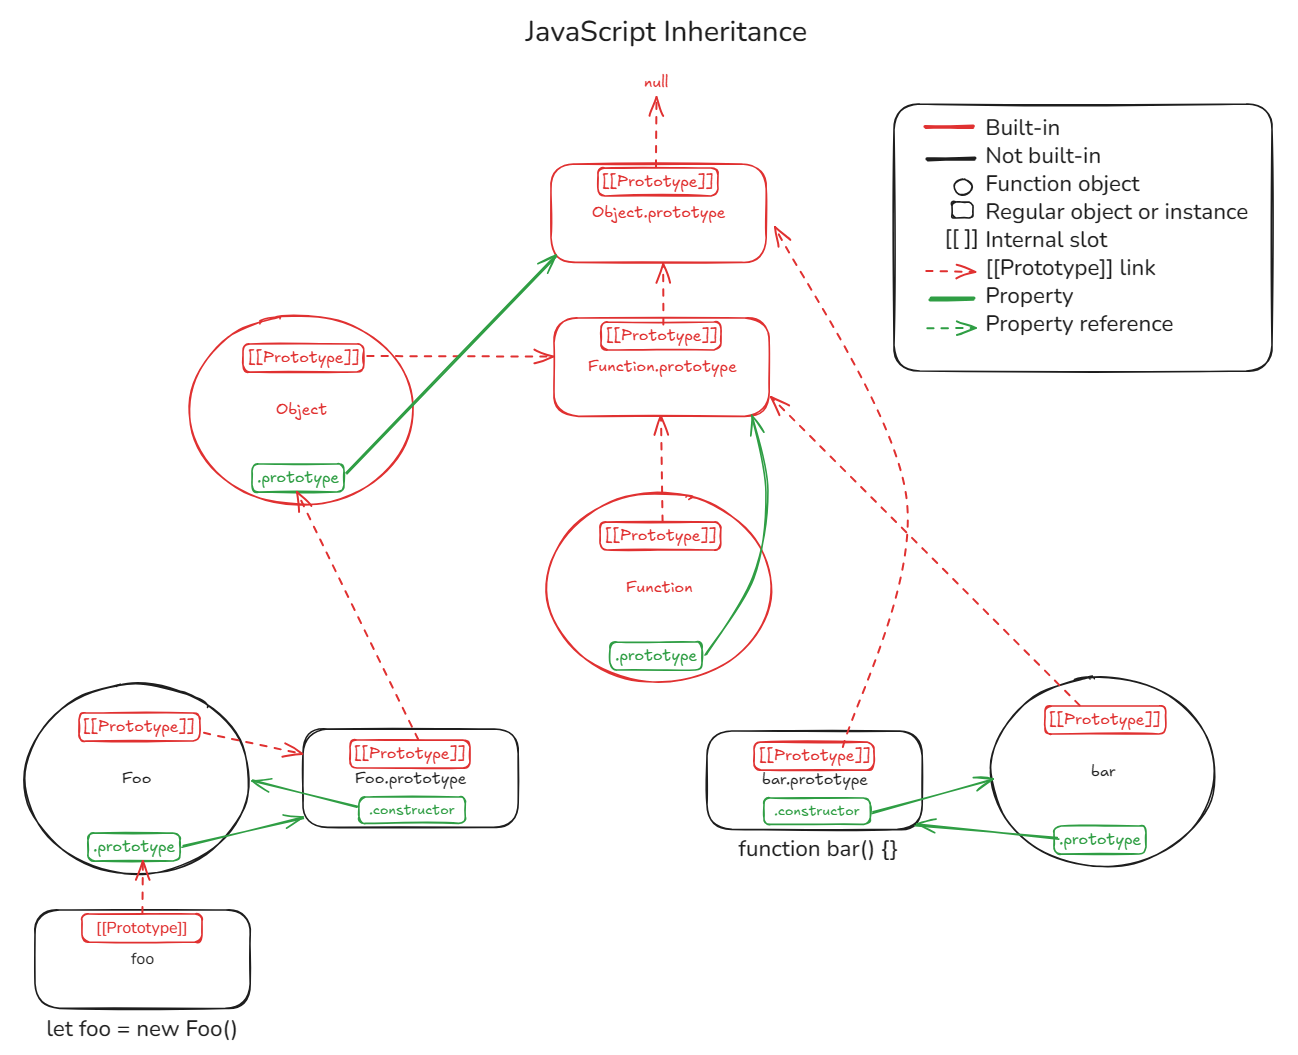 JavaScript Inheritance
null
[[Prototype]]
Object.prototype
Built-in
Not built-in
Function object
Regular object or instance
[[ ]] Internal slot
[[Prototype]] link
Property
Property reference
[[Prototype]]
Object
.prototype
[[Prototype]]
Function.prototype
[[Prototype]]
Function
.prototype
[[Prototype]]
Foo
.prototype
[[Prototype]]
Foo.prototype
.constructor
[[Prototype]]
bar.prototype
.constructor
function bar() {}
[[Prototype]]
bar
.prototype
[[Prototype]]
foo
let foo = new Foo()